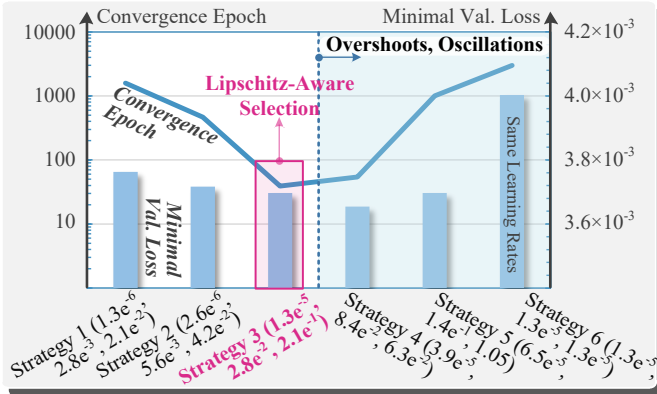 Convergence Epoch
Minimal Val. Loss
10000
1000
100
10
4.2×10⁻³
4.0×10⁻³
3.8×10⁻³
3.6×10⁻³
Overshoots, Oscillations
Lipschitz-Aware
Selection
Convergence
Epoch
Minimal
Val. Loss
Same Learning Rates
Strategy 1 (1.3e⁻⁶,
2.8e⁻³, 2.1e⁻²)
Strategy 2 (2.6e⁻⁶,
5.6e⁻³, 4.2e⁻²)
Strategy 3 (1.3e⁻⁵,
2.8e⁻², 2.1e⁻¹)
Strategy 4 (3.9e⁻⁵,
8.4e⁻², 6.3e⁻²)
Strategy 5 (6.5e⁻⁵,
1.4e⁻¹, 1.05)
Strategy 6 (1.3e⁻⁵,
1.3e⁻⁵, 1.3e⁻⁵)